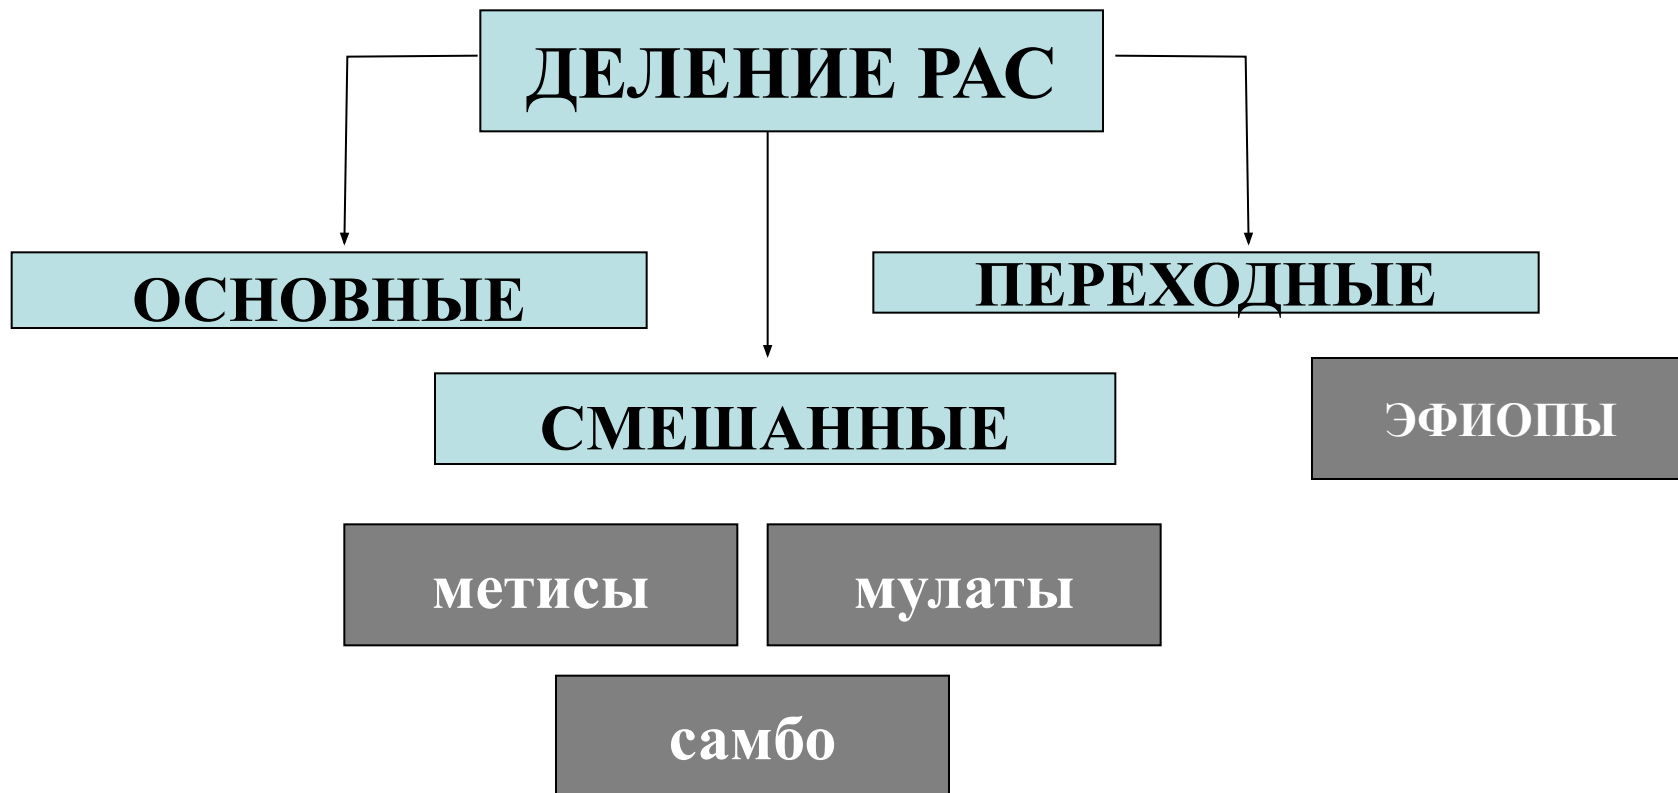 ДЕЛЕНИЕ РАС
ОСНОВНЫЕ
ПЕРЕХОДНЫЕ
СМЕШАННЫЕ
ЭФИОПЫ
метисы
мулаты
самбо